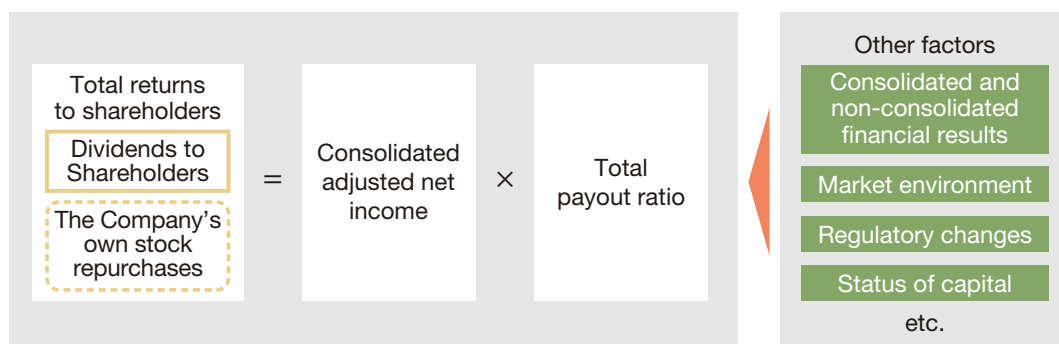 Total returns
to shareholders
Dividends to
Shareholders
The Company’s
own stock
repurchases
=
Consolidated
adjusted net
income
×
Total
payout ratio
Other factors
Consolidated and
non-consolidated
financial results
Market environment
Regulatory changes
Status of capital
etc.